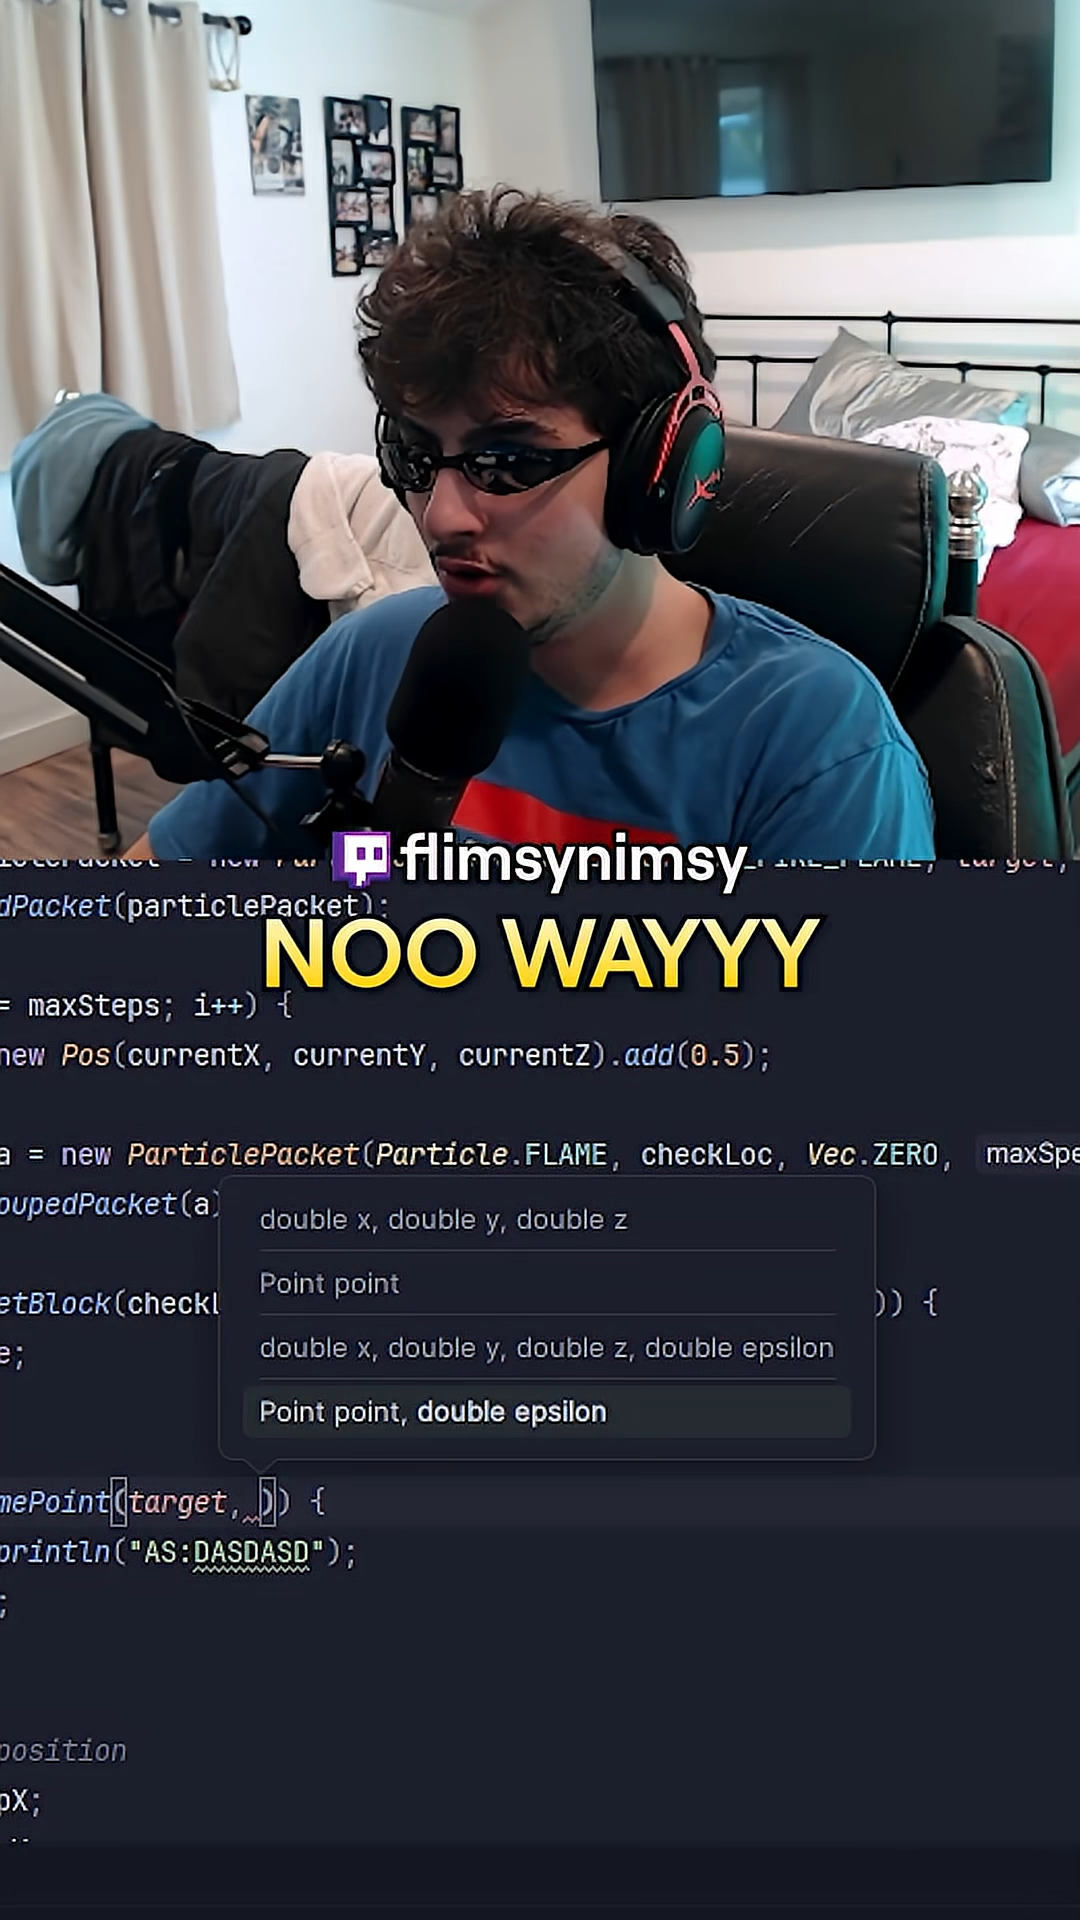 flimsynimsy
NOO WAYYY
dPacket(particlePacket);
= maxSteps; i++) {
new Pos(currentX, currentY, currentZ).add(0.5);
a = new ParticlePacket(Particle.FLAME, checkLoc, Vec.ZERO, maxSpe
oupedPacket(a)
double x, double y, double z
Point point
etBlock(checkL )) {
double x, double y, double z, double epsilon
e;
Point point, double epsilon
mePoint(target, )) {
println("AS:DASDASD");
;
position
pX;